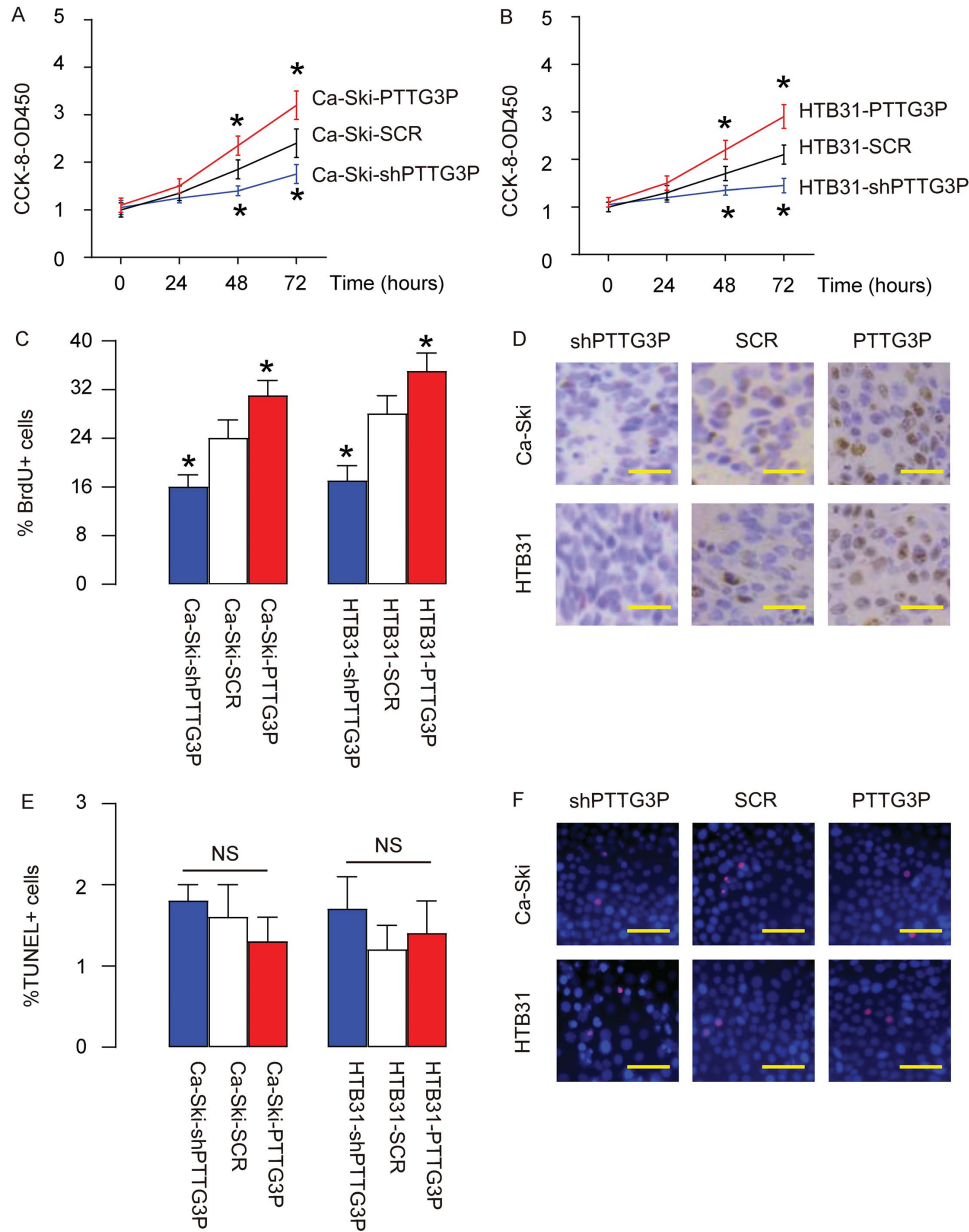 A
5
4
3
2
1
0
CCK-8-OD450
*
*
*
*
Ca-Ski-PTTG3P
Ca-Ski-SCR
Ca-Ski-shPTTG3P
0 24 48 72 Time (hours)
B
5
4
3
2
1
0
CCK-8-OD450
*
*
*
*
HTB31-PTTG3P
HTB31-SCR
HTB31-shPTTG3P
0 24 48 72 Time (hours)
C
40
32
24
16
8
0
% BrdU+ cells
*
*
*
*
Ca-Ski-shPTTG3P
Ca-Ski-SCR
Ca-Ski-PTTG3P
HTB31-shPTTG3P
HTB31-SCR
HTB31-PTTG3P
D
shPTTG3P SCR PTTG3P
Ca-Ski
HTB31
E
3
2
1
0
%TUNEL+ cells
NS
NS
Ca-Ski-shPTTG3P
Ca-Ski-SCR
Ca-Ski-PTTG3P
HTB31-shPTTG3P
HTB31-SCR
HTB31-PTTG3P
F
shPTTG3P SCR PTTG3P
Ca-Ski
HTB31